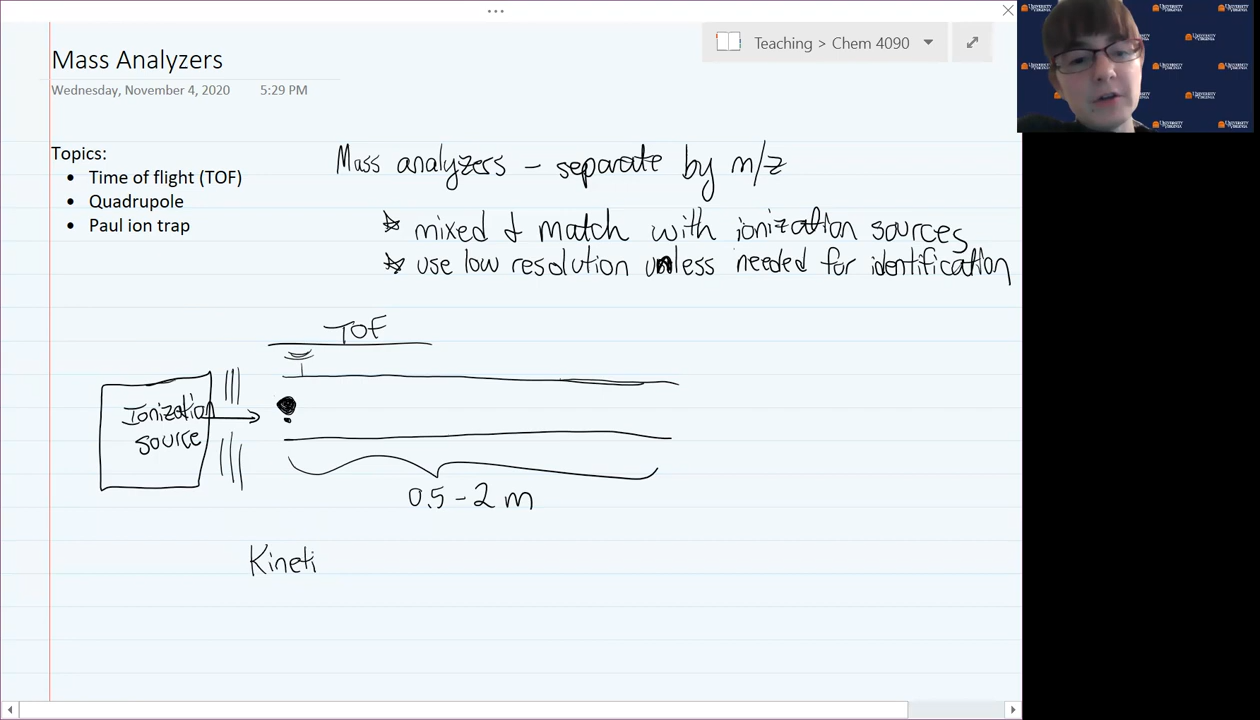 Teaching > Chem 4090
Mass Analyzers
Wednesday, November 4, 2020 5:29 PM
Topics:
• Time of flight (TOF)
• Quadrupole
• Paul ion trap
Mass analyzers – separate by m/z
☆ mixed & match with ionization sources
☆ use low resolution unless needed for identification
TOF
Ionization
source
0.5 – 2 m
Kineti
UNIVERSITY
VIRGINIA